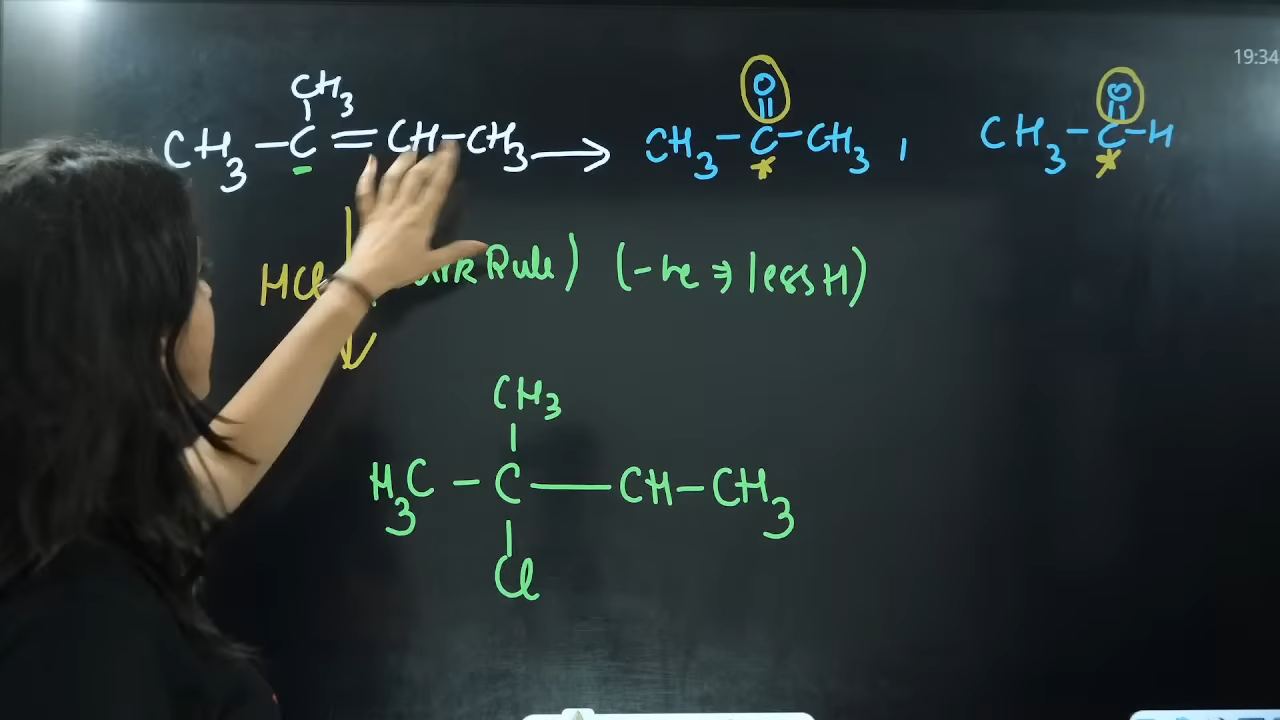 19:34
CH3
CH3 – C = CH – CH3 → CH3 – C – CH3 , CH3 – C – H
O O
HCl Rule) (-ve ⇒ less H)
CH3
H3C – C – CH – CH3
Cl